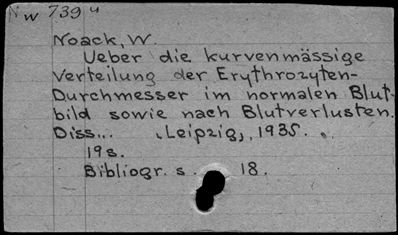 Nw 739 u
Noack, W.
Ueber die kurvenmässige
Verteilung der Erythrozyten-
Durchmesser im normalen Blut-
bild sowie nach Blutverlusten.
Diss... Leipzig, 1935.
19 s.
Bibliogr. s. 18.